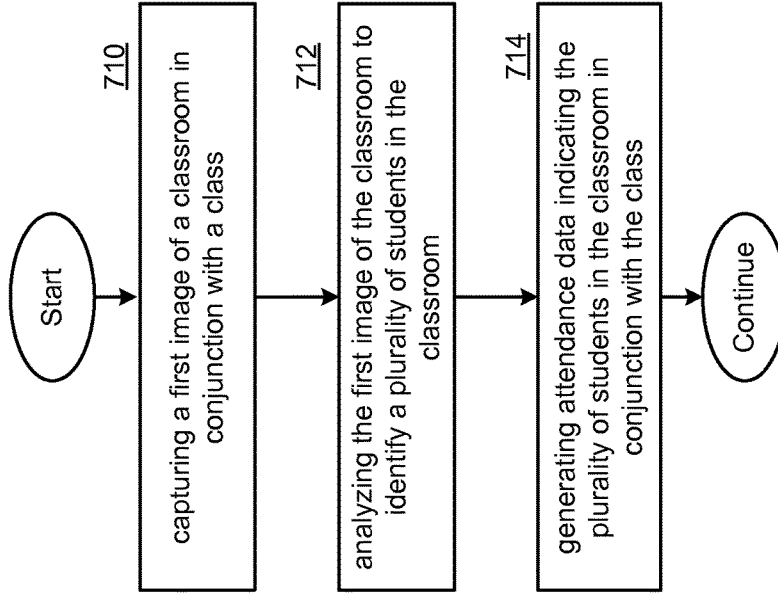 Start
710
capturing a first image of a classroom in
conjunction with a class
712
analyzing the first image of the classroom to
identify a plurality of students in the
classroom
714
generating attendance data indicating the
plurality of students in the classroom in
conjunction with the class
Continue